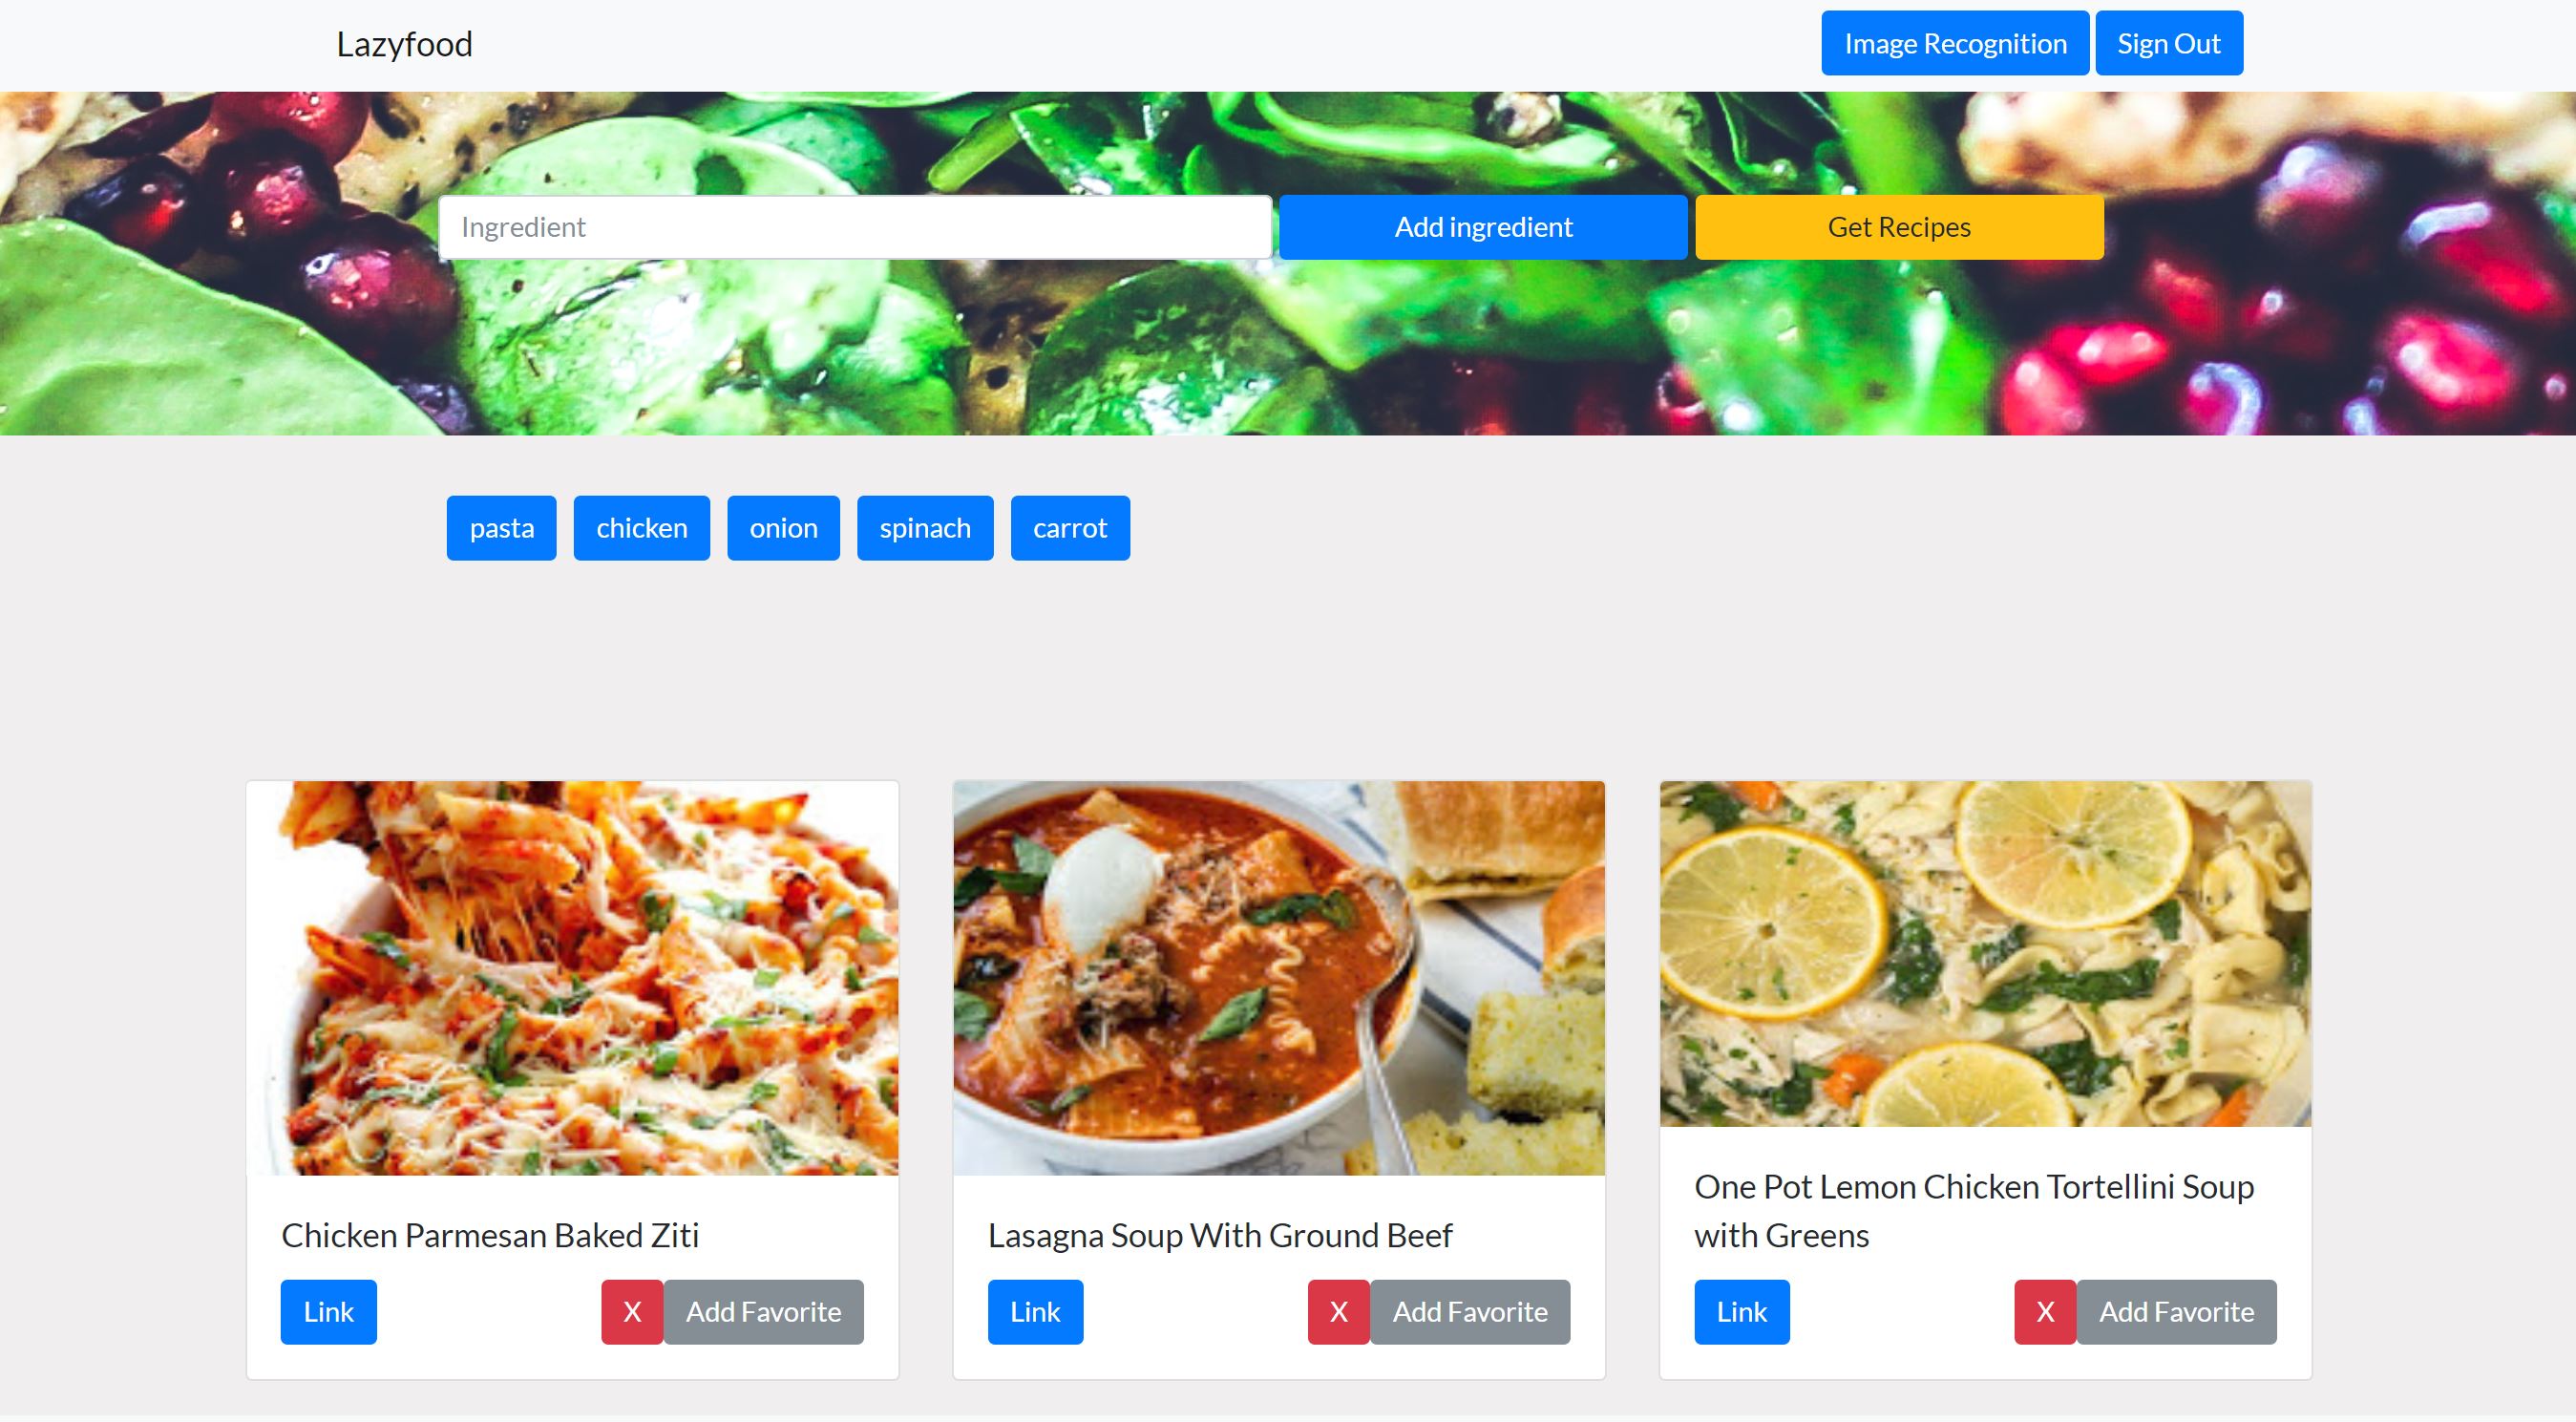 Lazyfood
Image Recognition
Sign Out
Ingredient
Add ingredient
Get Recipes
pasta
chicken
onion
spinach
carrot
Chicken Parmesan Baked Ziti
Link
X
Add Favorite
Lasagna Soup With Ground Beef
Link
X
Add Favorite
One Pot Lemon Chicken Tortellini Soup
with Greens
Link
X
Add Favorite